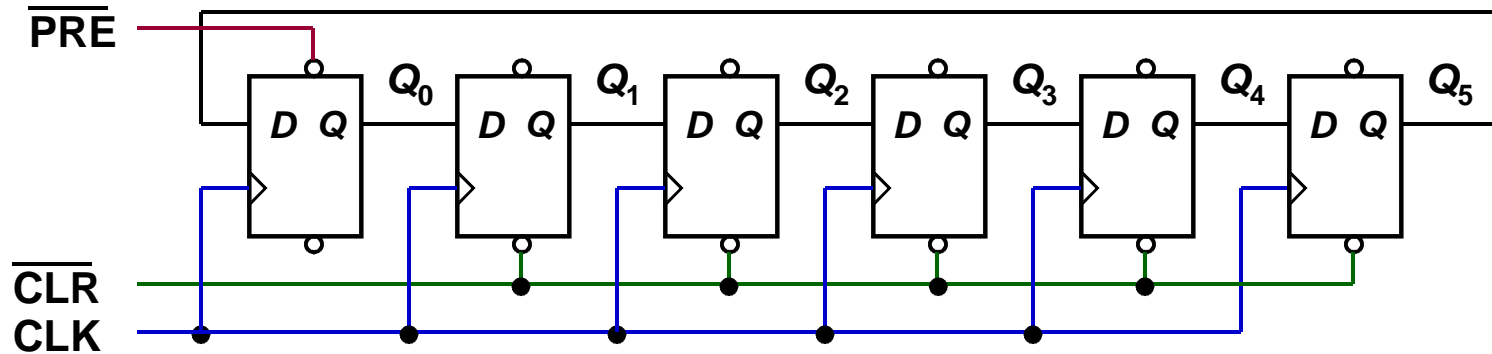 PRE
Q0 Q1 Q2 Q3 Q4 Q5
D Q D Q D Q D Q D Q D Q
CLR
CLK